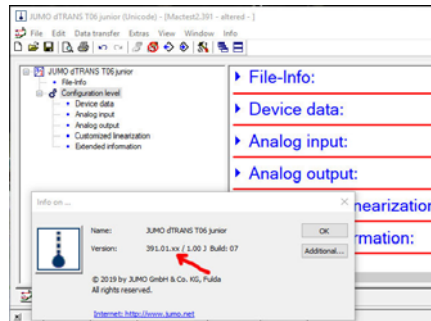 JUMO dTRANS T06 junior (Unicode) - [Mactest2.391 - altered - ]
File Edit Data transfer Extras View Window Info
JUMO dTRANS T06 junior
File-Info
Configuration level
Device data
Analog input
Analog output
Customized linearization
Extended information
File-Info:
Device data:
Analog input:
Analog output:
nearization
rmation:
Info on ...
Name: JUMO dTRANS T06 junior
OK
Version: 391.01.xx / 1.00 J Build: 07
Additional...
© 2019 by JUMO GmbH & Co. KG, Fulda
All rights reserved.
Internet: http://www.jumo.net